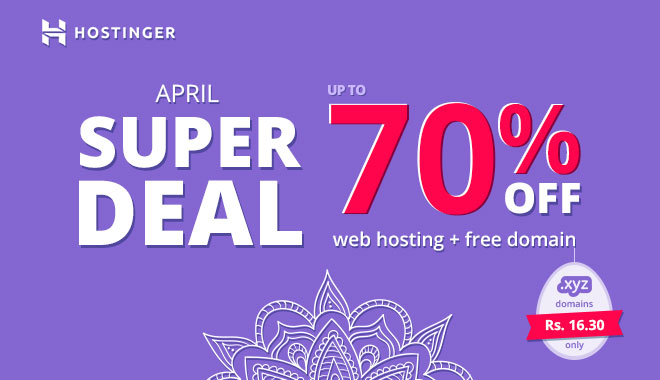 HOSTINGER
APRIL
SUPER
DEAL
UP TO
70%
OFF
web hosting + free domain
.xyz
domains
Rs. 16.30
only